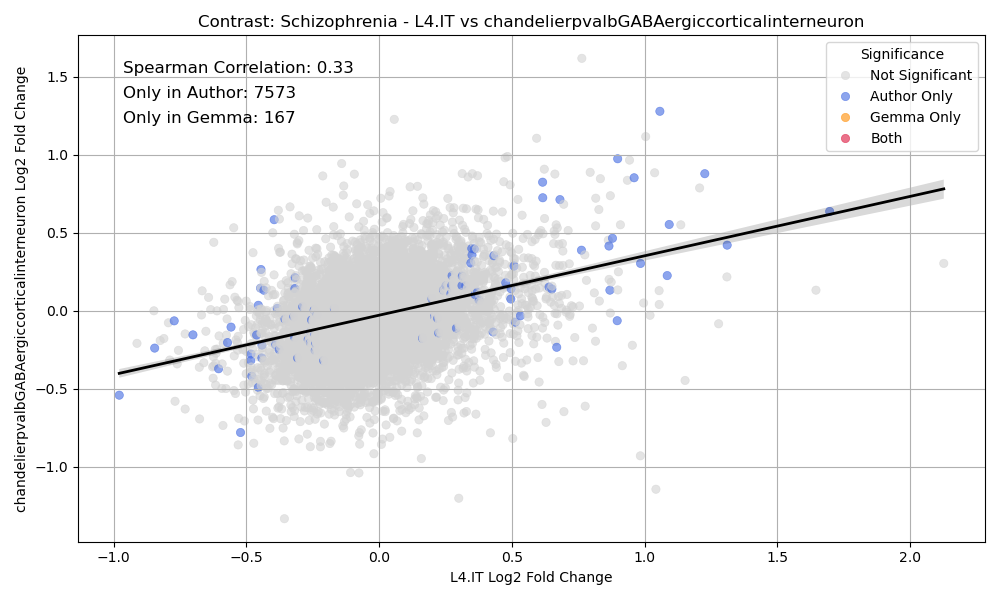 Contrast: Schizophrenia - L4.IT vs chandelierpvalbGABAergiccorticalinterneuron
Spearman Correlation: 0.33
Only in Author: 7573
Only in Gemma: 167
Significance
Not Significant
Author Only
Gemma Only
Both
chandelierpvalbGABAergiccorticalinterneuron Log2 Fold Change
1.5
1.0
0.5
0.0
−0.5
−1.0
−1.0 −0.5 0.0 0.5 1.0 1.5 2.0
L4.IT Log2 Fold Change